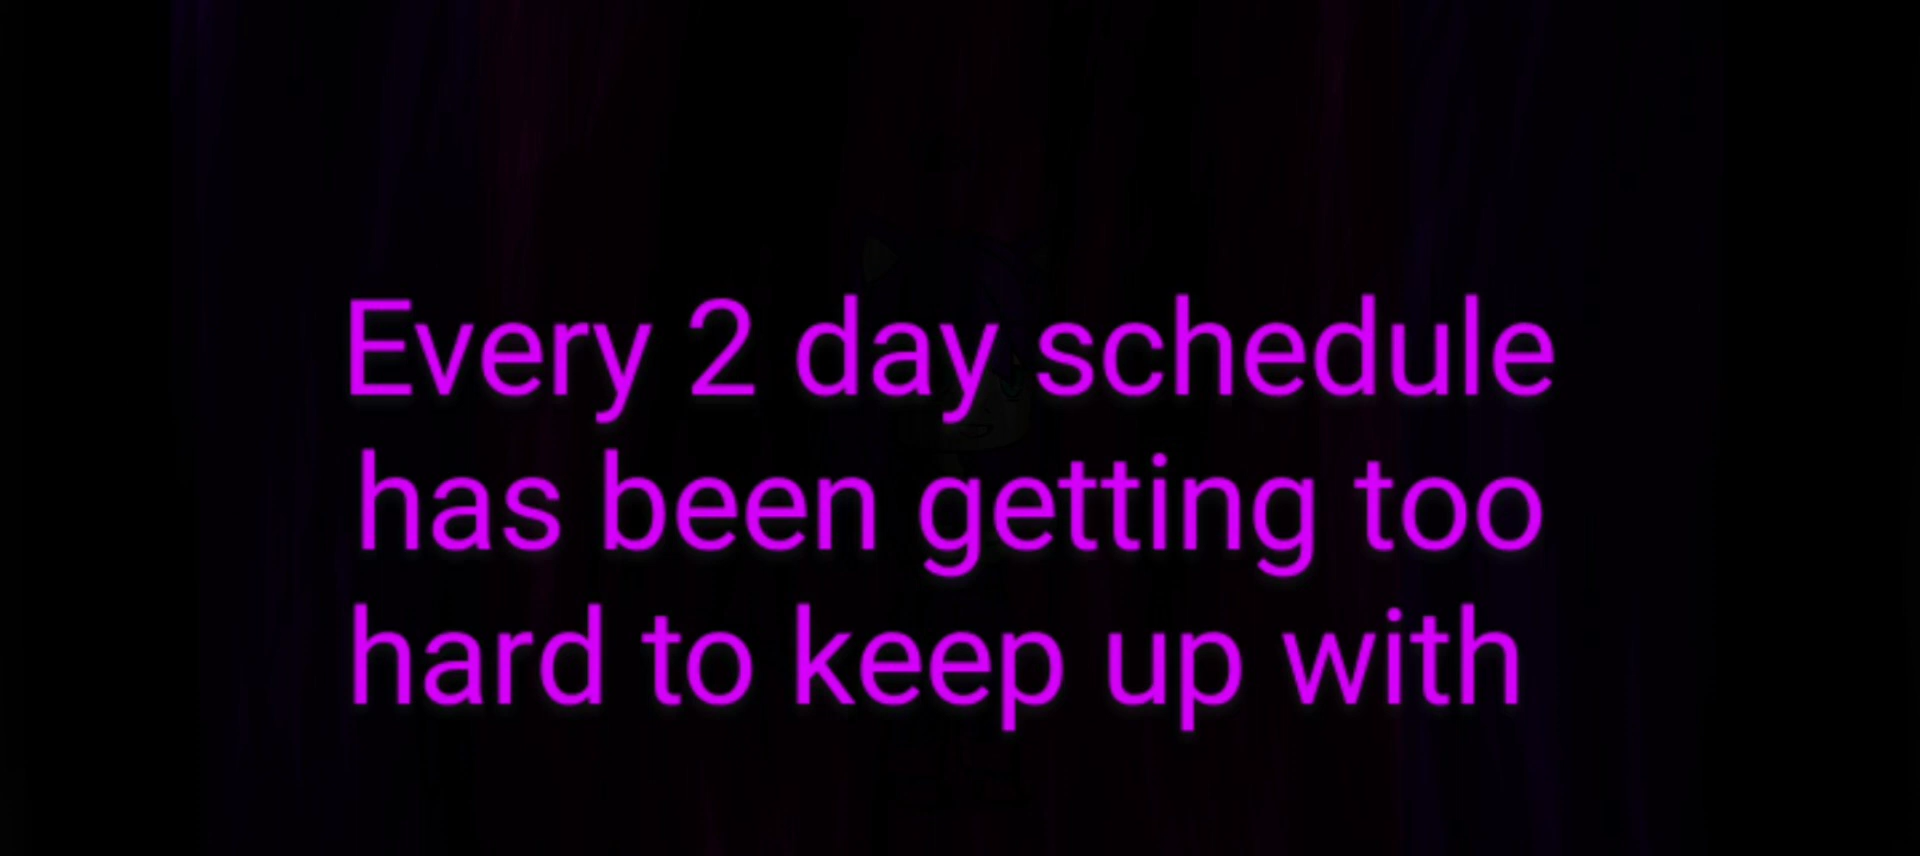 Every 2 day schedule
has been getting too
hard to keep up with